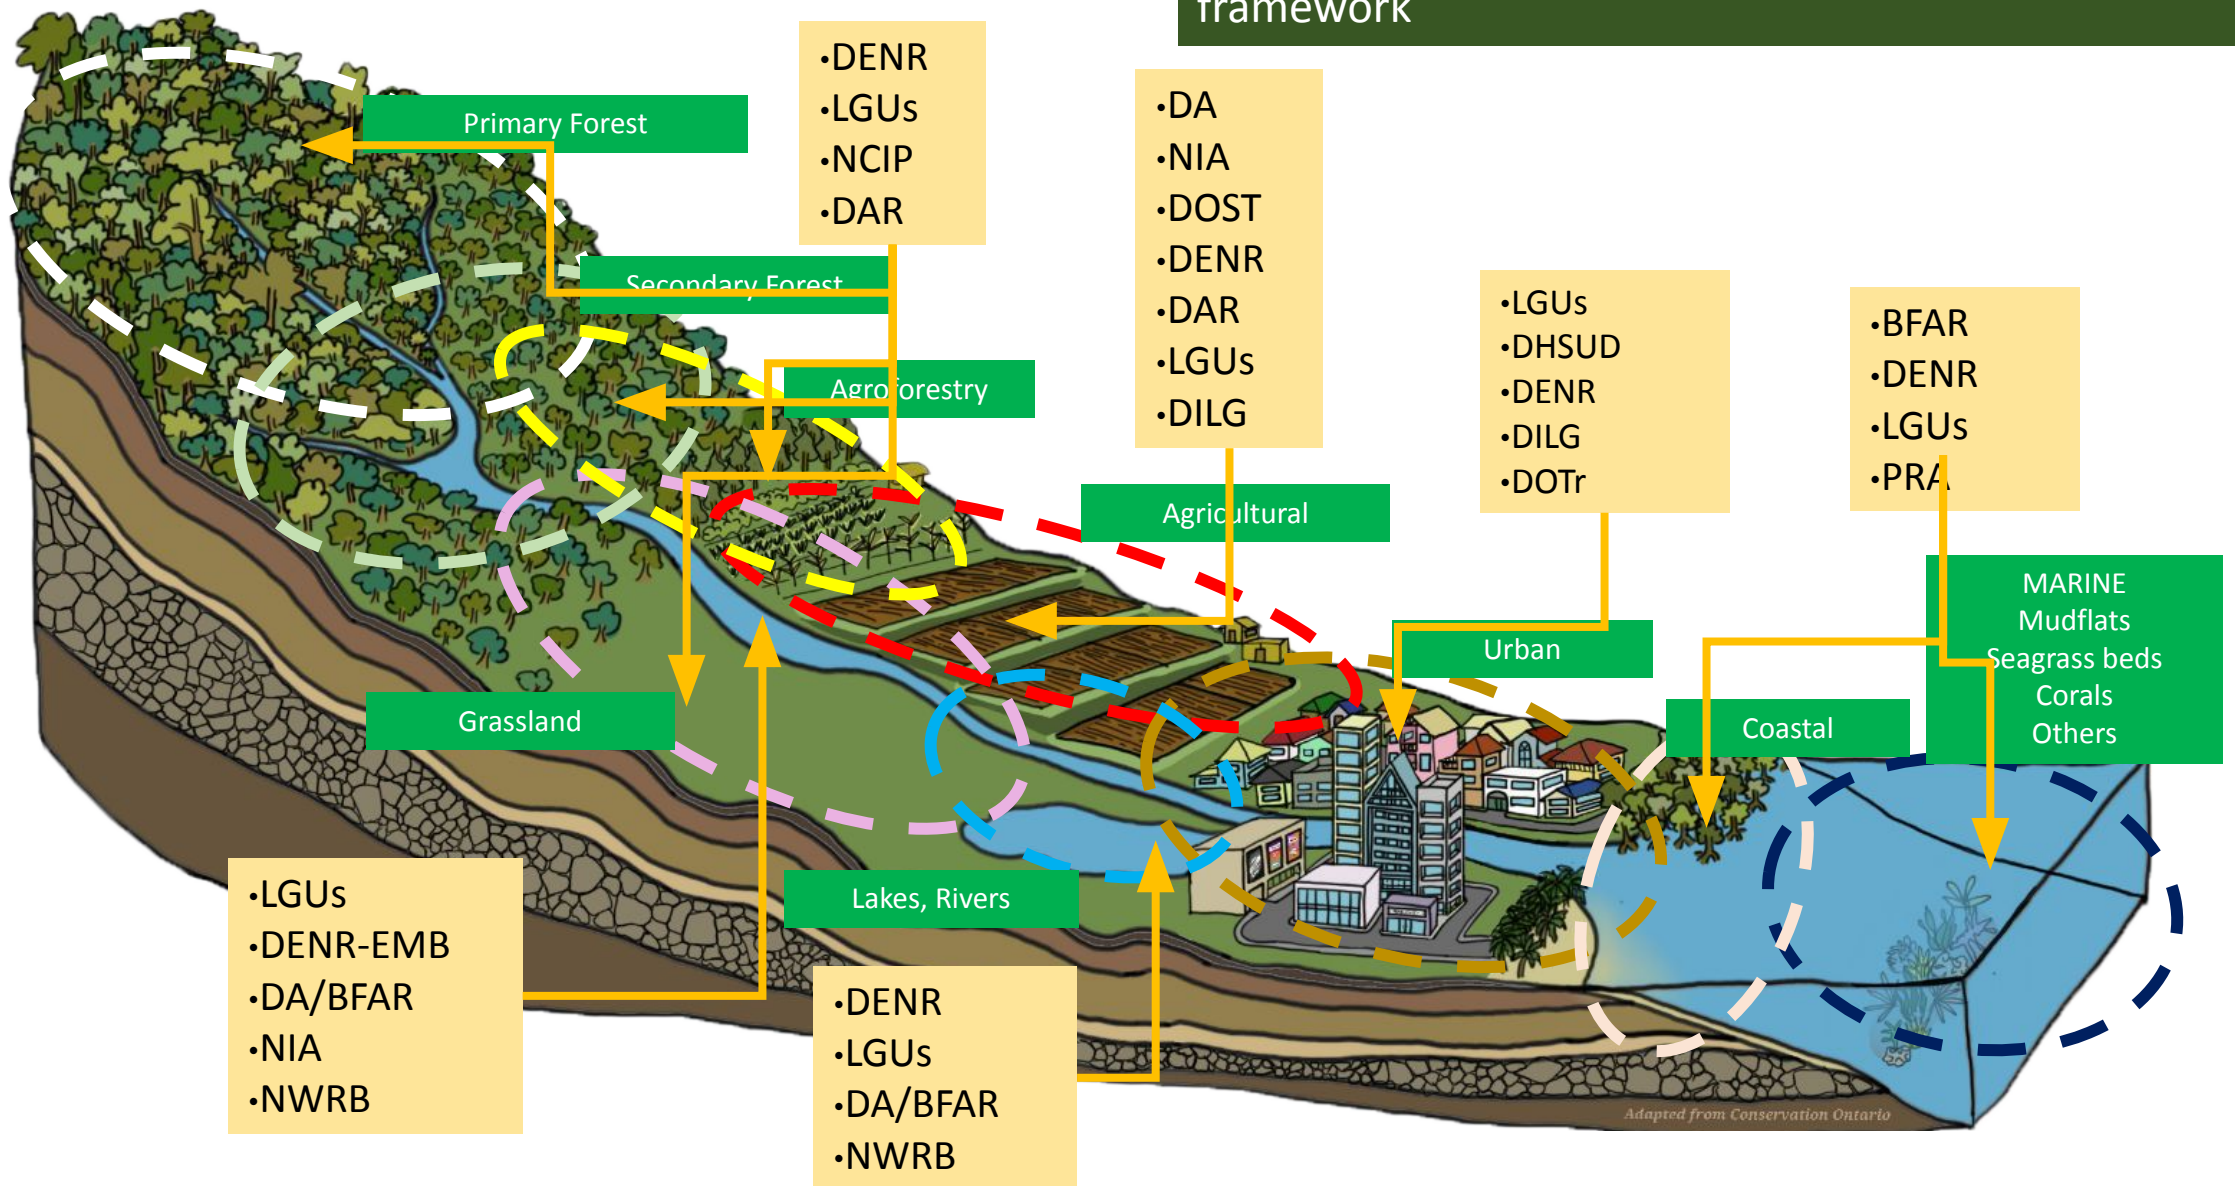 framework
•DENR
•LGUs
•NCIP
•DAR
•DA
•NIA
•DOST
•DENR
•DAR
•LGUs
•DILG
•LGUs
•DHSUD
•DENR
•DILG
•DOTr
•BFAR
•DENR
•LGUs
•PRA
Primary Forest
Secondary Forest
Agroforestry
Agricultural
Urban
Coastal
MARINE
Mudflats
Seagrass beds
Corals
Others
Grassland
Lakes, Rivers
•LGUs
•DENR-EMB
•DA/BFAR
•NIA
•NWRB
•DENR
•LGUs
•DA/BFAR
•NWRB
Adapted from Conservation Ontario